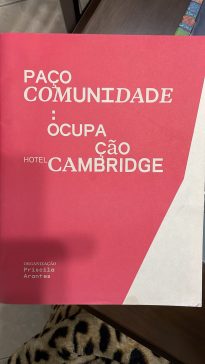 PAÇO
COMUNIDADE
:
OCUPA
ÇãO
HOTEL CAMBRIDGE
ORGANIZAÇÃO
Priscila
Arantes